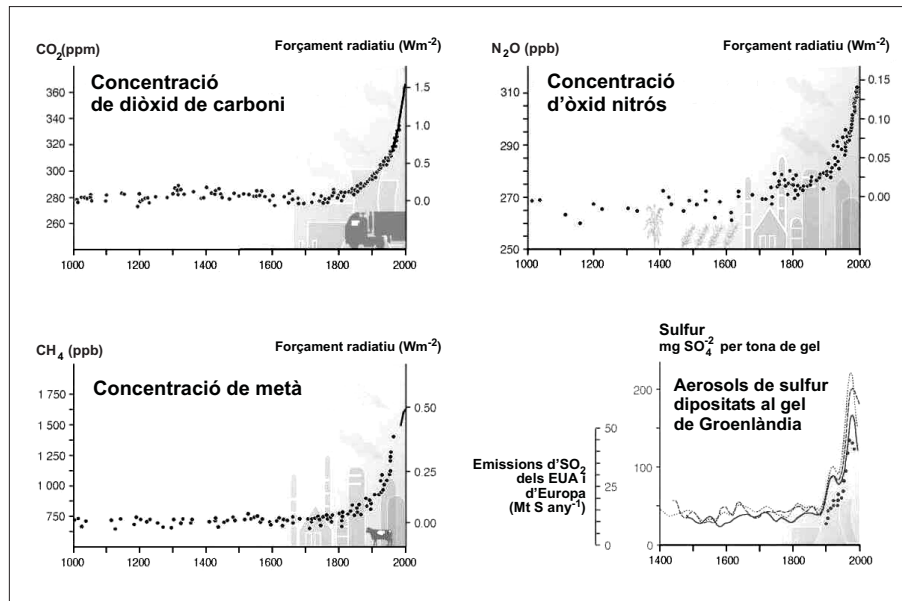 CO2(ppm)
Forçament radiatiu (Wm-2)
Concentració
de diòxid de carboni
360
340
320
300
280
260
1.5
1.0
0.5
0.0
1000 1200 1400 1600 1800 2000
N2O (ppb)
Forçament radiatiu (Wm-2)
Concentració
d'òxid nitrós
310
290
270
250
0.15
0.10
0.05
0.00
1000 1200 1400 1600 1800 2000
CH4 (ppb)
Forçament radiatiu (Wm-2)
Concentració de metà
1 750
1 500
1 250
1 000
750
0.50
0.25
0.00
1000 1200 1400 1600 1800 2000
Sulfur
mg SO4-2 per tona de gel
Aerosols de sulfur
dipositats al gel
de Groenlàndia
200
100
0
50
25
0
Emissions d'SO2
dels EUA i
d'Europa
(Mt S any-1)
1400 1600 1800 2000